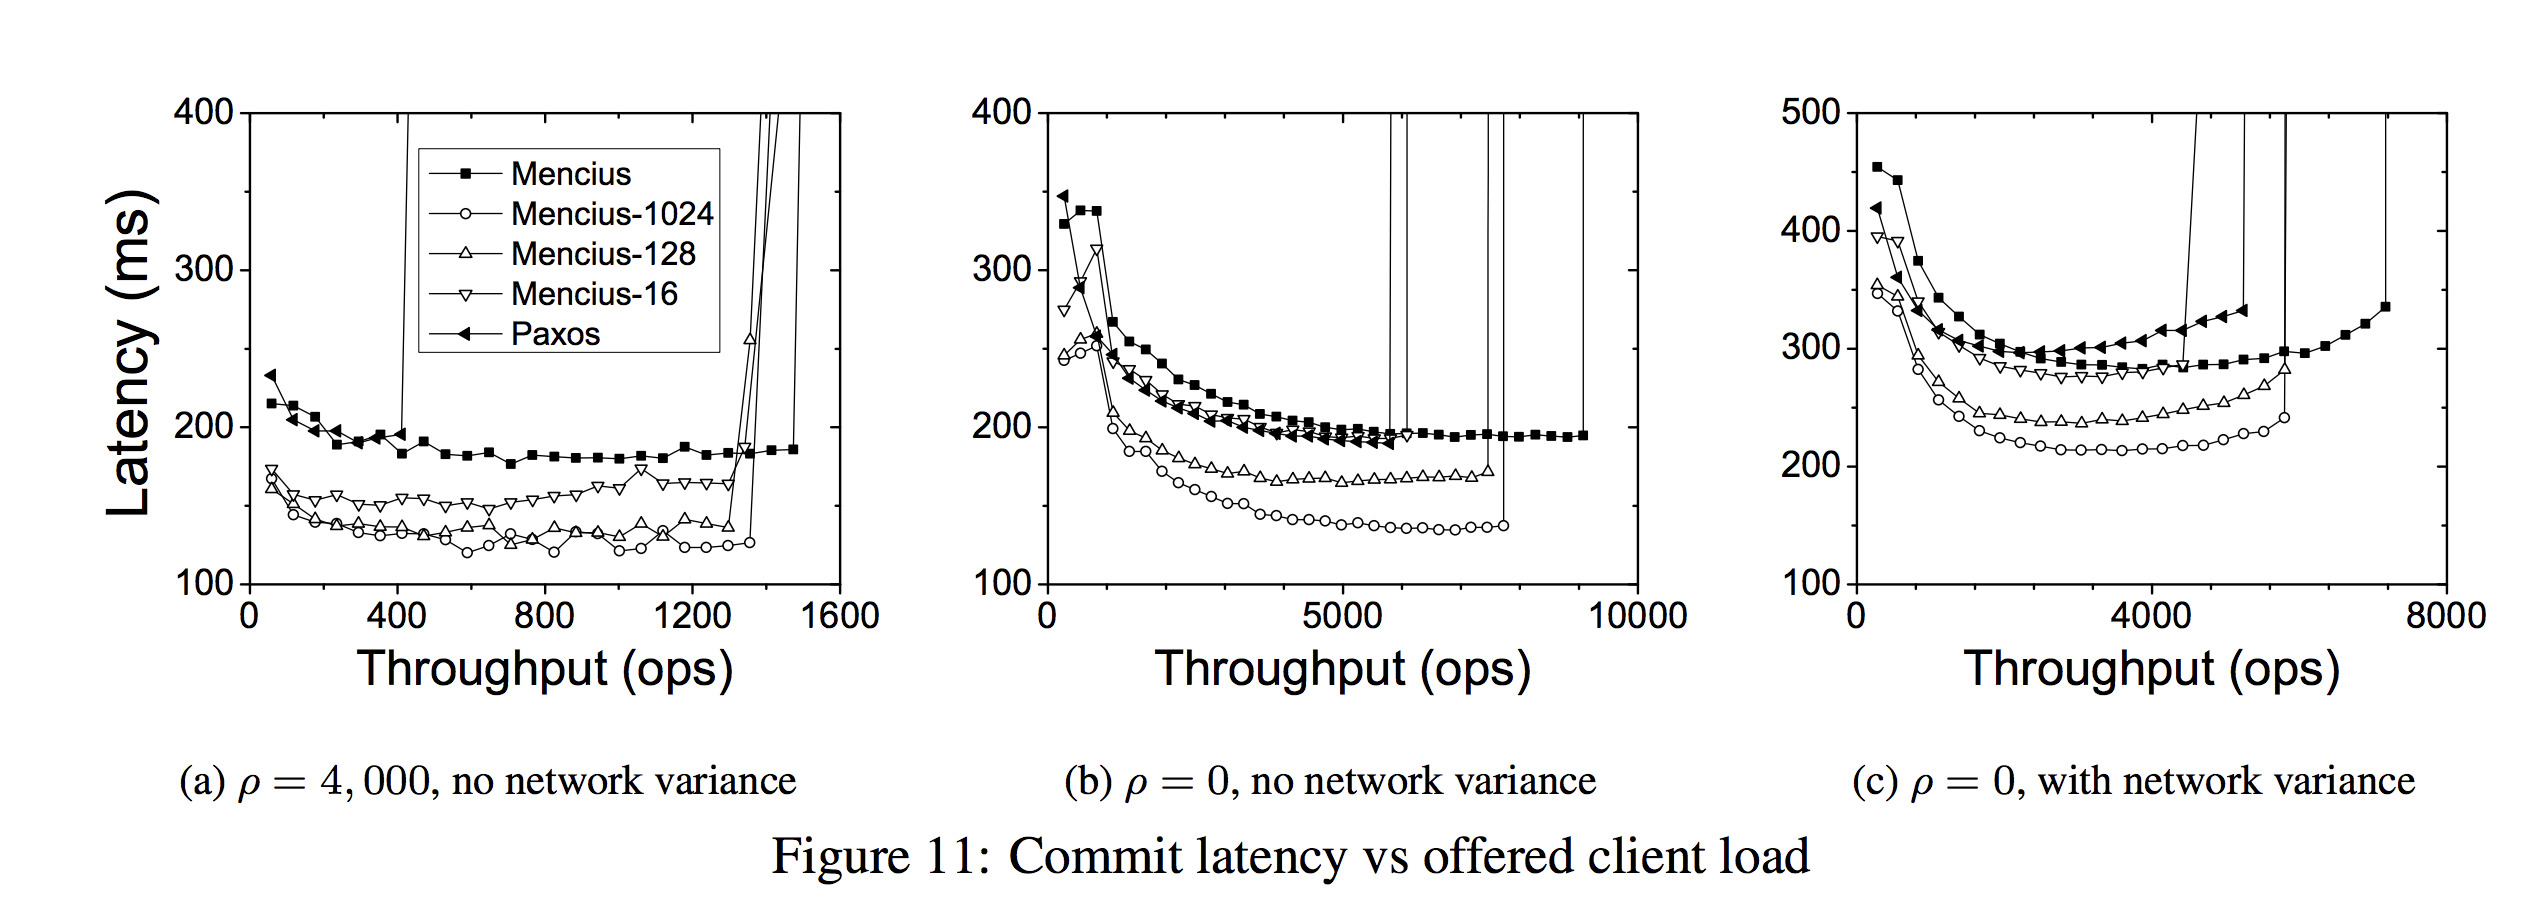 Latency (ms)
400
300
200
100
0
400
800
1200
1600
Throughput (ops)
Mencius
Mencius-1024
Mencius-128
Mencius-16
Paxos
400
300
200
100
0
5000
10000
Throughput (ops)
500
400
300
200
100
0
4000
8000
Throughput (ops)
(a) ρ = 4, 000, no network variance
(b) ρ = 0, no network variance
(c) ρ = 0, with network variance
Figure 11: Commit latency vs offered client load